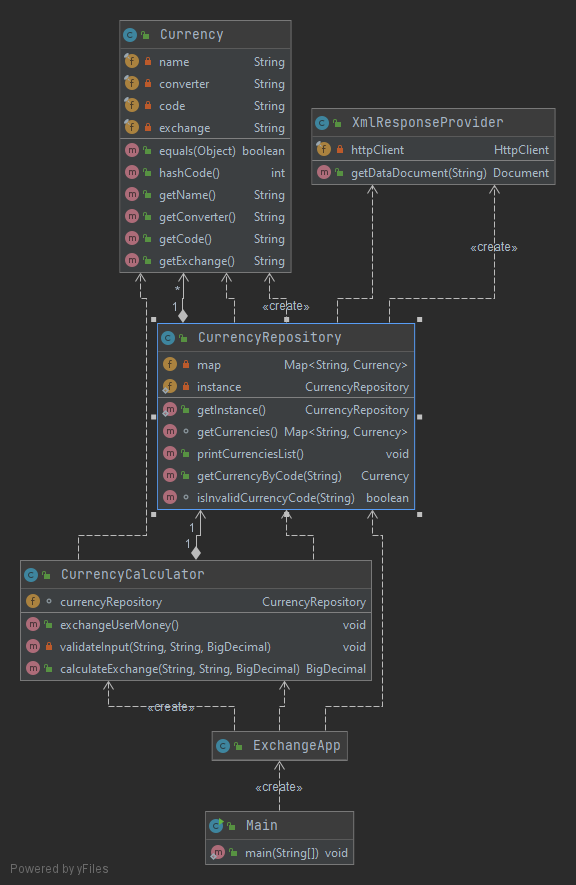 Currency
name String
converter String
code String
exchange String
equals(Object) boolean
hashCode() int
getName() String
getConverter() String
getCode() String
getExchange() String
XmlResponseProvider
httpClient HttpClient
getDataDocument(String) Document
«create»
*
1
«create»
CurrencyRepository
map Map<String, Currency>
instance CurrencyRepository
getInstance() CurrencyRepository
getCurrencies() Map<String, Currency>
printCurrenciesList() void
getCurrencyByCode(String) Currency
isInvalidCurrencyCode(String) boolean
1
1
CurrencyCalculator
currencyRepository CurrencyRepository
exchangeUserMoney() void
validateInput(String, String, BigDecimal) void
calculateExchange(String, String, BigDecimal) BigDecimal
«create»
ExchangeApp
«create»
Main
main(String[]) void
Powered by yFiles